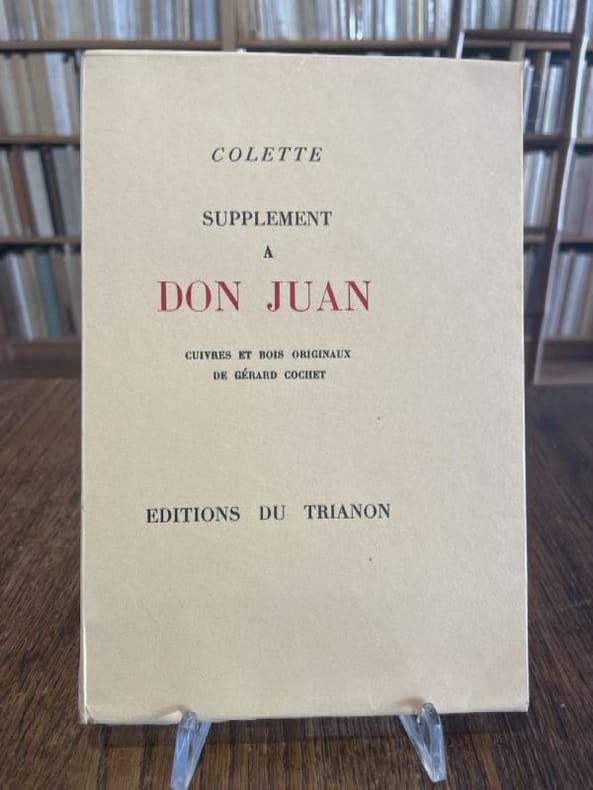 COLETTE
SUPPLEMENT
A
DON JUAN
CUIVRES ET BOIS ORIGINAUX
DE GÉRARD COCHET
EDITIONS DU TRIANON